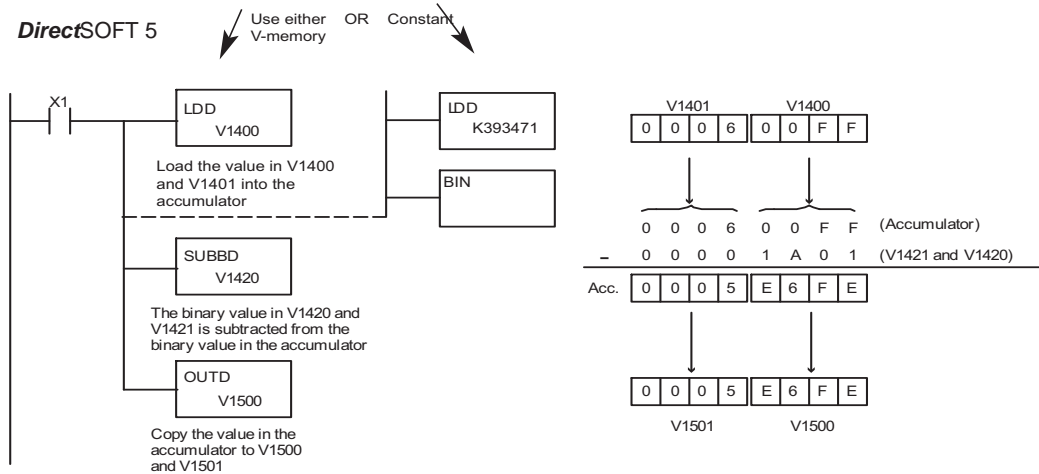 DirectSOFT 5
Use either OR Constant
V-memory
X1
LDD
V1400
Load the value in V1400
and V1401 into the
accumulator
LDD
K393471
BIN
SUBBD
V1420
The binary value in V1420 and
V1421 is subtracted from the
binary value in the accumulator
OUTD
V1500
Copy the value in the
accumulator to V1500
and V1501
V1401 V1400
0 0 0 6 0 0 F F
0 0 0 6 0 0 F F (Accumulator)
– 0 0 0 0 1 A 0 1 (V1421 and V1420)
Acc. 0 0 0 5 E 6 F E
0 0 0 5 E 6 F E
V1501 V1500